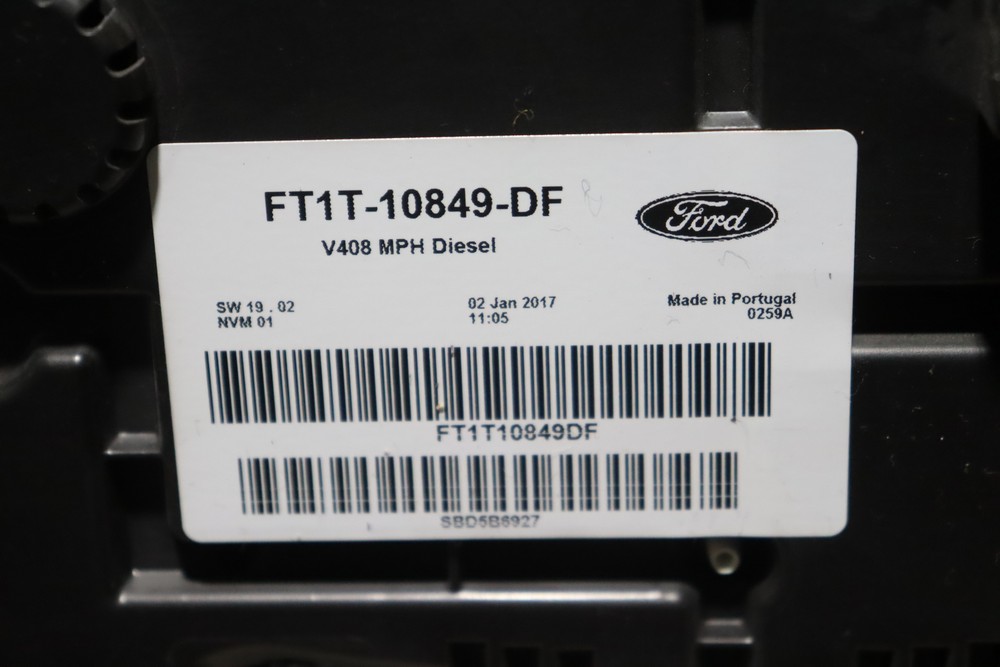 FT1T-10849-DF
Ford
V408 MPH Diesel
SW 19 . 02
NVM 01
02 Jan 2017
11:05
Made in Portugal
0259A
FT1T10849DF
SBD5B6927